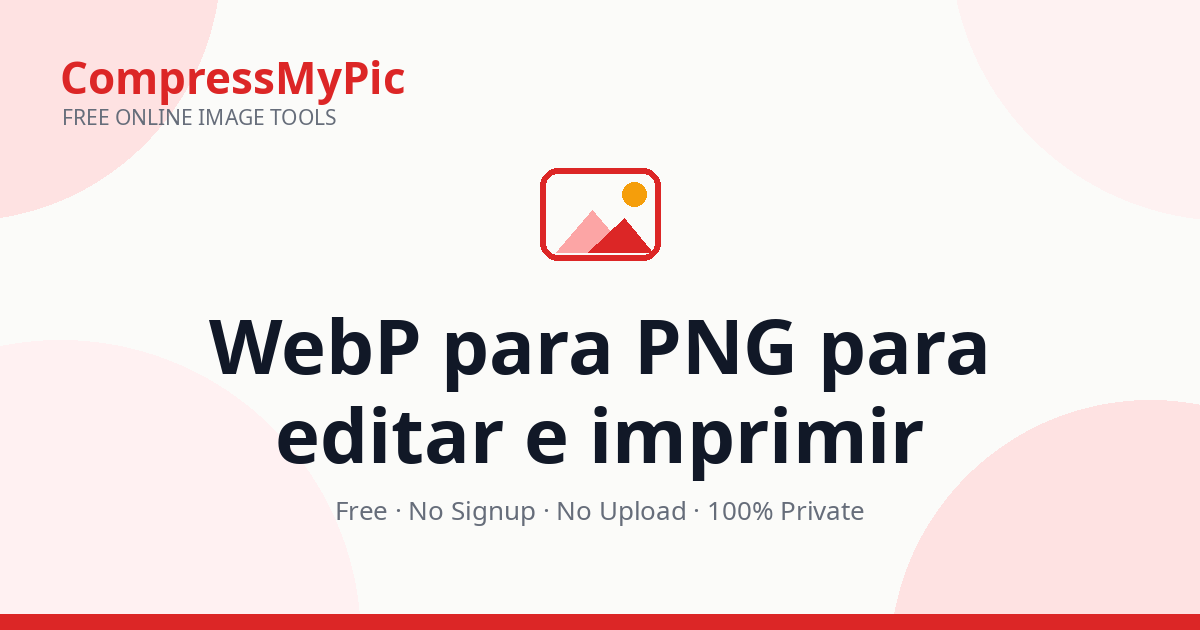 CompressMyPic
FREE ONLINE IMAGE TOOLS
WebP para PNG para
editar e imprimir
Free · No Signup · No Upload · 100% Private